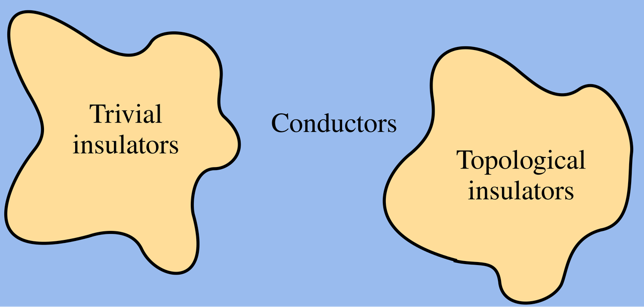 Trivial
insulators
Conductors
Topological
insulators